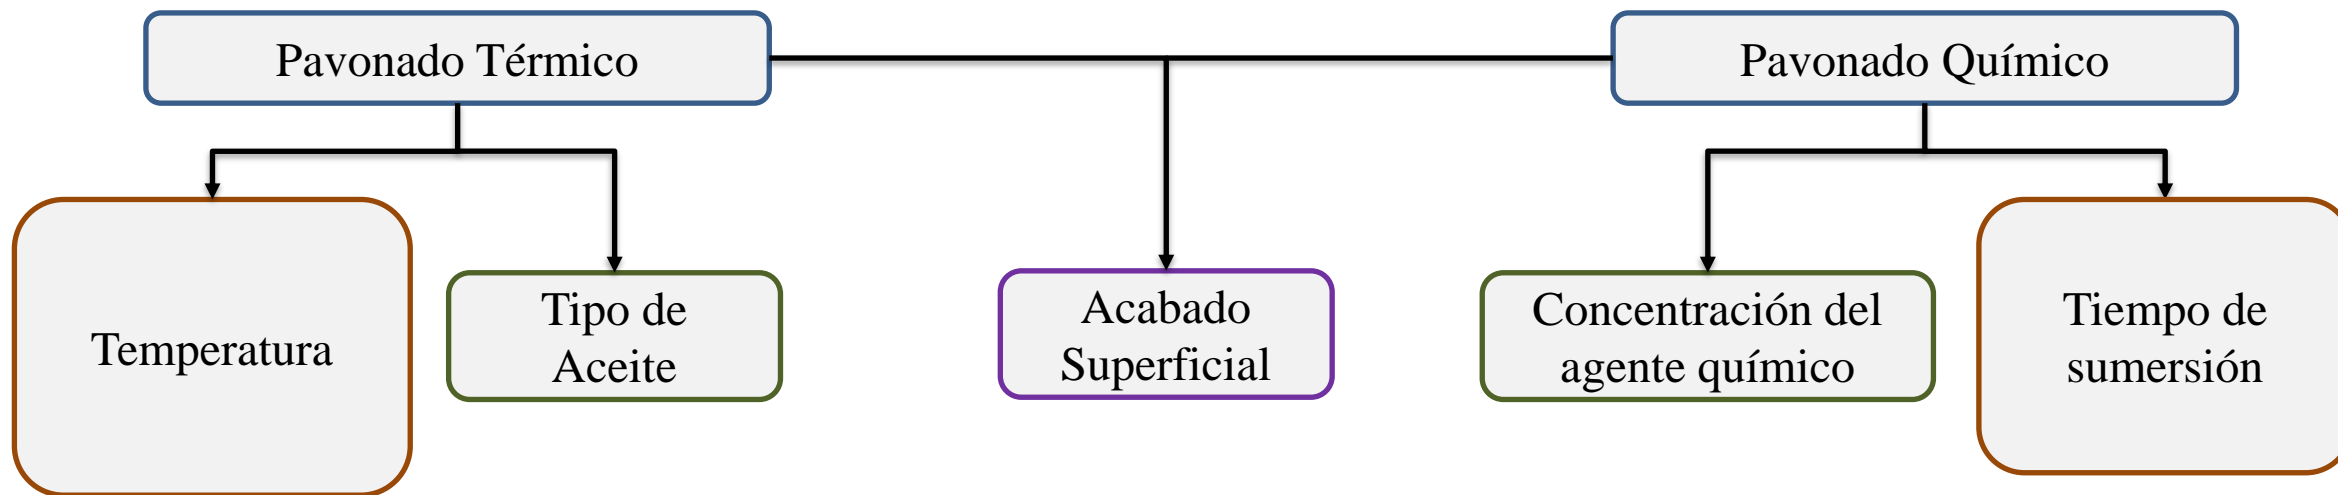 Pavonado Térmico
Pavonado Químico
Temperatura
Tipo de
Aceite
Acabado
Superficial
Concentración del
agente químico
Tiempo de
sumersión